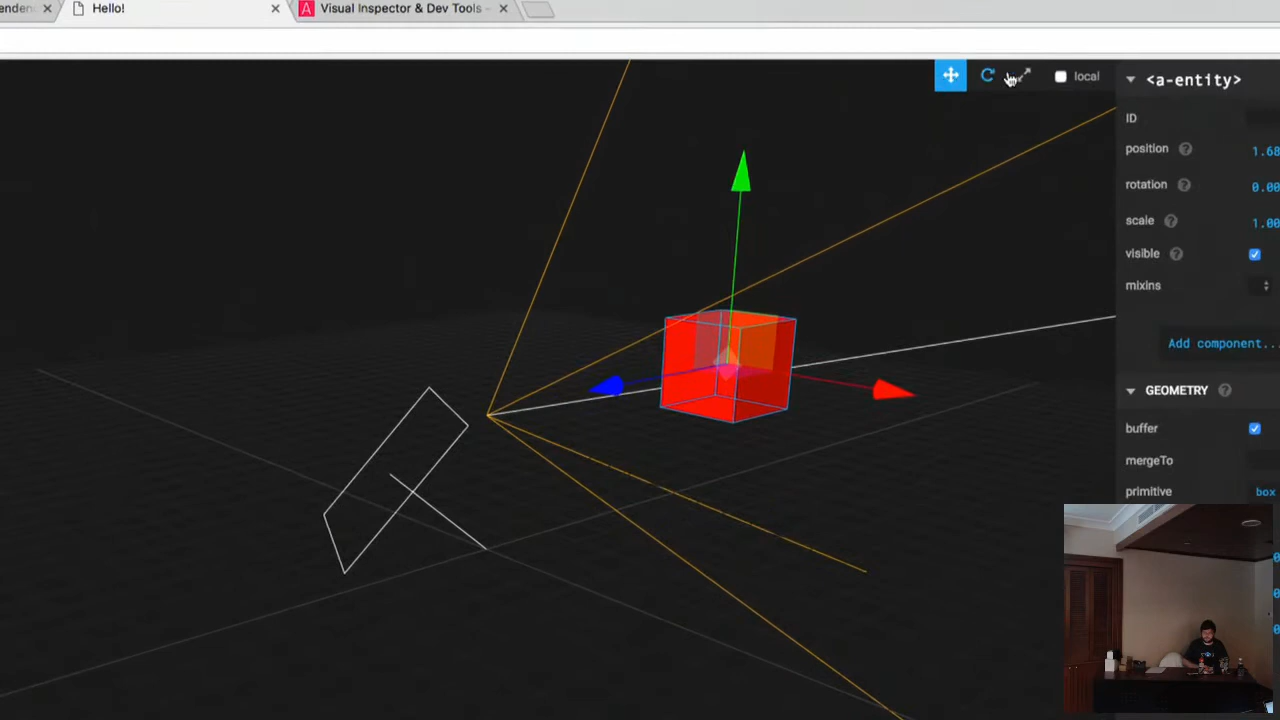 Hello!
Visual Inspector & Dev Tools
local
<a-entity>
ID
position 1.68
rotation 0.00
scale 1.00
visible
mixins
Add component...
GEOMETRY
buffer
mergeTo
primitive box